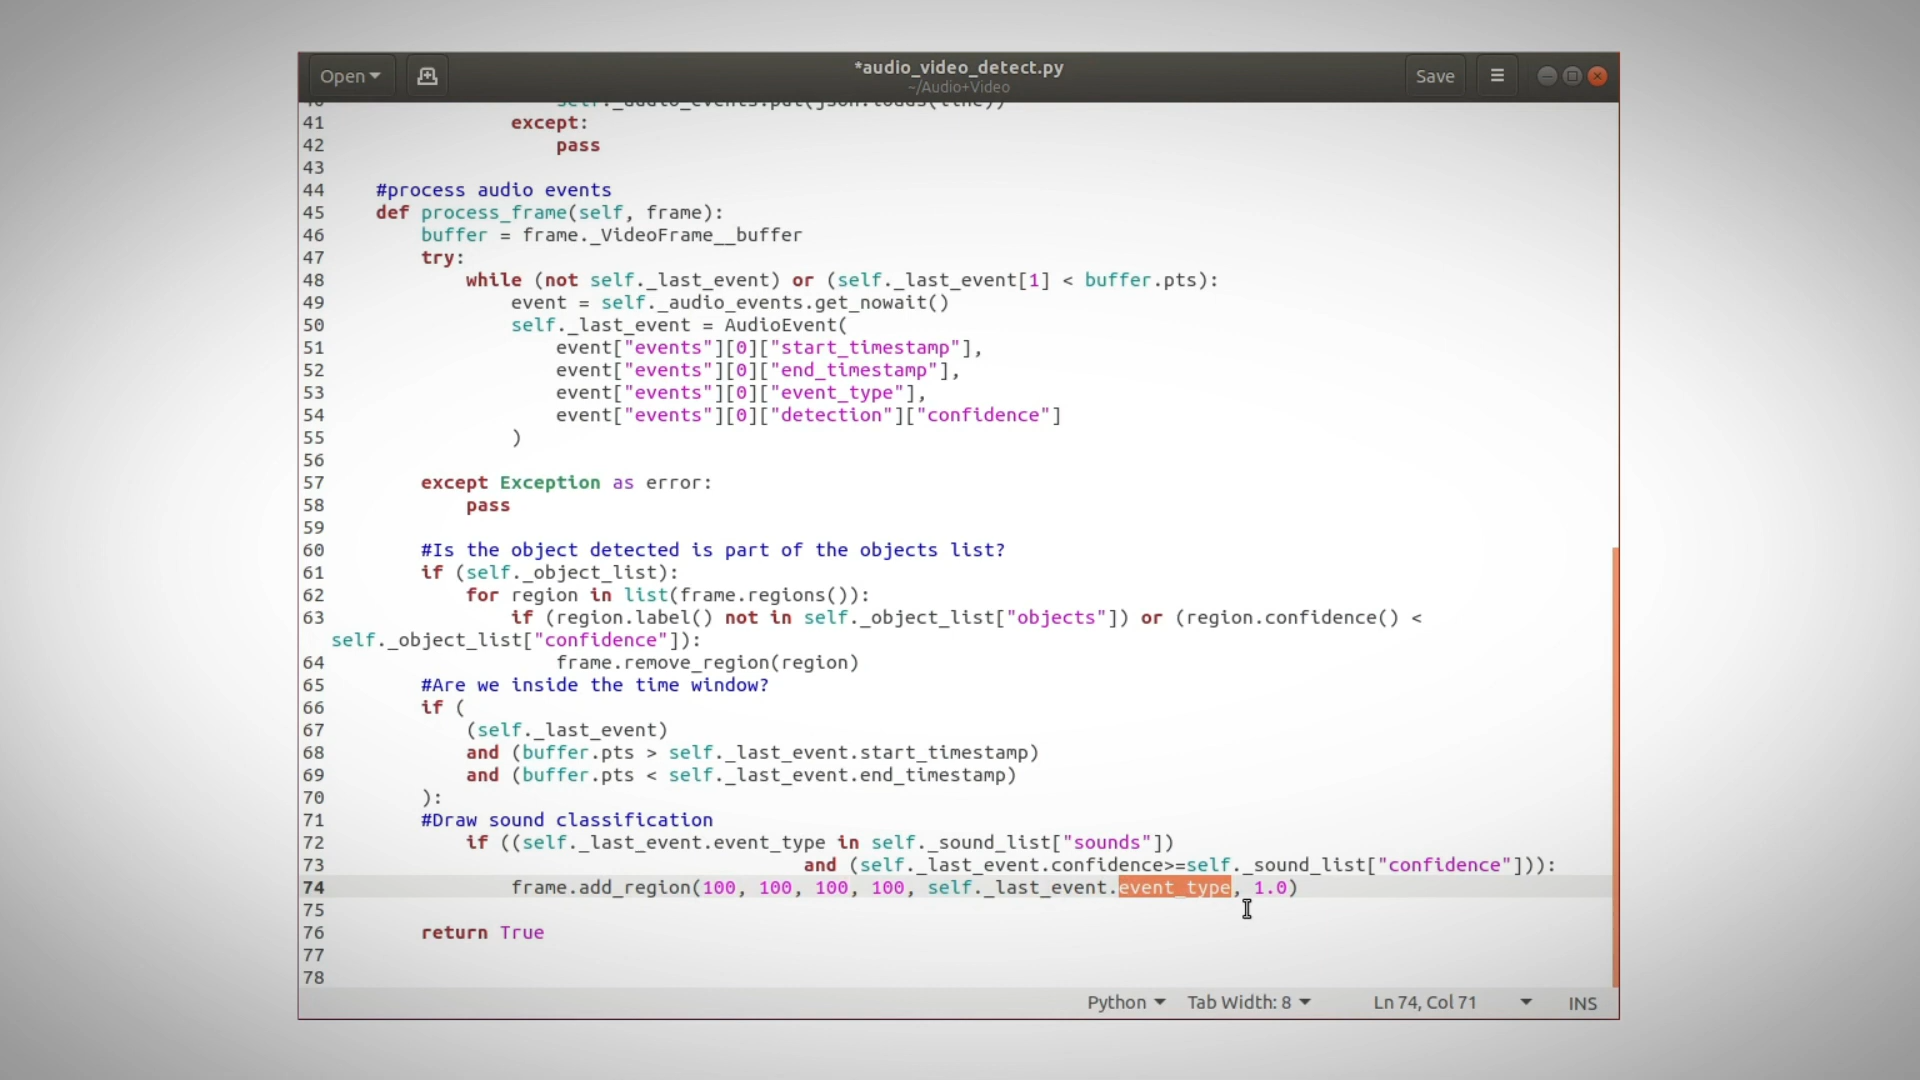 Open
*audio_video_detect.py
~/Audio+Video
Save
41 except:
42 pass
43
44 #process audio events
45 def process_frame(self, frame):
46 buffer = frame._VideoFrame__buffer
47 try:
48 while (not self._last_event) or (self._last_event[1] < buffer.pts):
49 event = self._audio_events.get_nowait()
50 self._last_event = AudioEvent(
51 event["events"][0]["start_timestamp"],
52 event["events"][0]["end_timestamp"],
53 event["events"][0]["event_type"],
54 event["events"][0]["detection"]["confidence"]
55 )
56
57 except Exception as error:
58 pass
59
60 #Is the object detected is part of the objects list?
61 if (self._object_list):
62 for region in list(frame.regions()):
63 if (region.label() not in self._object_list["objects"]) or (region.confidence() <
self._object_list["confidence"]):
64 frame.remove_region(region)
65 #Are we inside the time window?
66 if (
67 (self._last_event)
68 and (buffer.pts > self._last_event.start_timestamp)
69 and (buffer.pts < self._last_event.end_timestamp)
70 ):
71 #Draw sound classification
72 if ((self._last_event.event_type in self._sound_list["sounds"])
73 and (self._last_event.confidence>=self._sound_list["confidence"])):
74 frame.add_region(100, 100, 100, 100, self._last_event.event_type, 1.0)
75
76 return True
77
78
Python Tab Width: 8 Ln 74, Col 71 INS